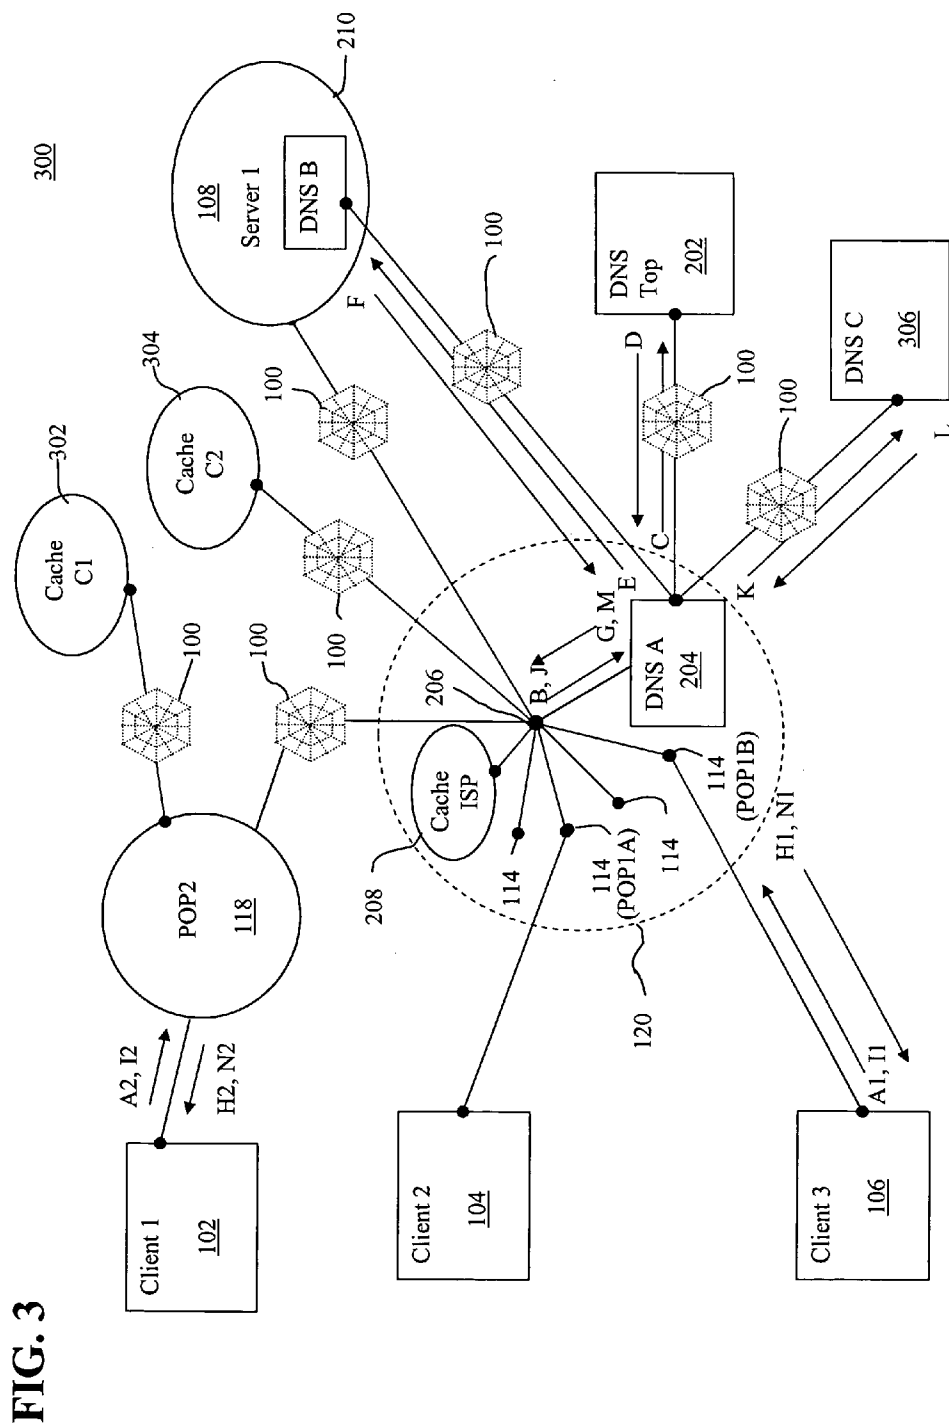 FIG. 3
300
Client 1
102
A2, I2
H2, N2
POP2
118
100
100
Cache
C1
302
Cache
C2
304
100
100
108
Server 1
DNS B
210
F
100
Client 2
104
208
Cache
ISP
206
114
114
(POP1A)
114
114
(POP1B)
120
B, J
G, M
E
C
D
DNS A
204
K
L
100
DNS
Top
202
100
DNS C
306
Client 3
106
A1, I1
H1, N1